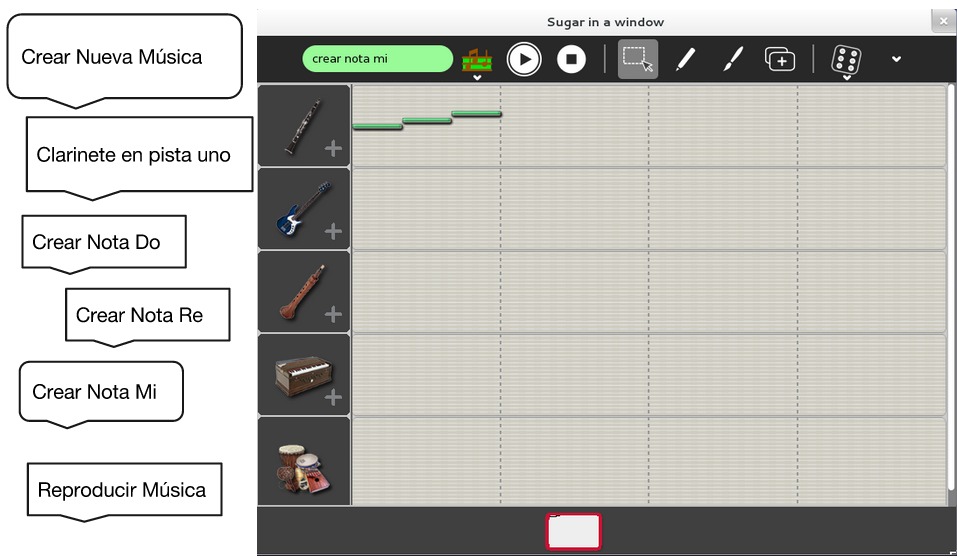 Crear Nueva Música
Clarinete en pista uno
Crear Nota Do
Crear Nota Re
Crear Nota Mi
Reproducir Música
Sugar in a window
crear nota mi